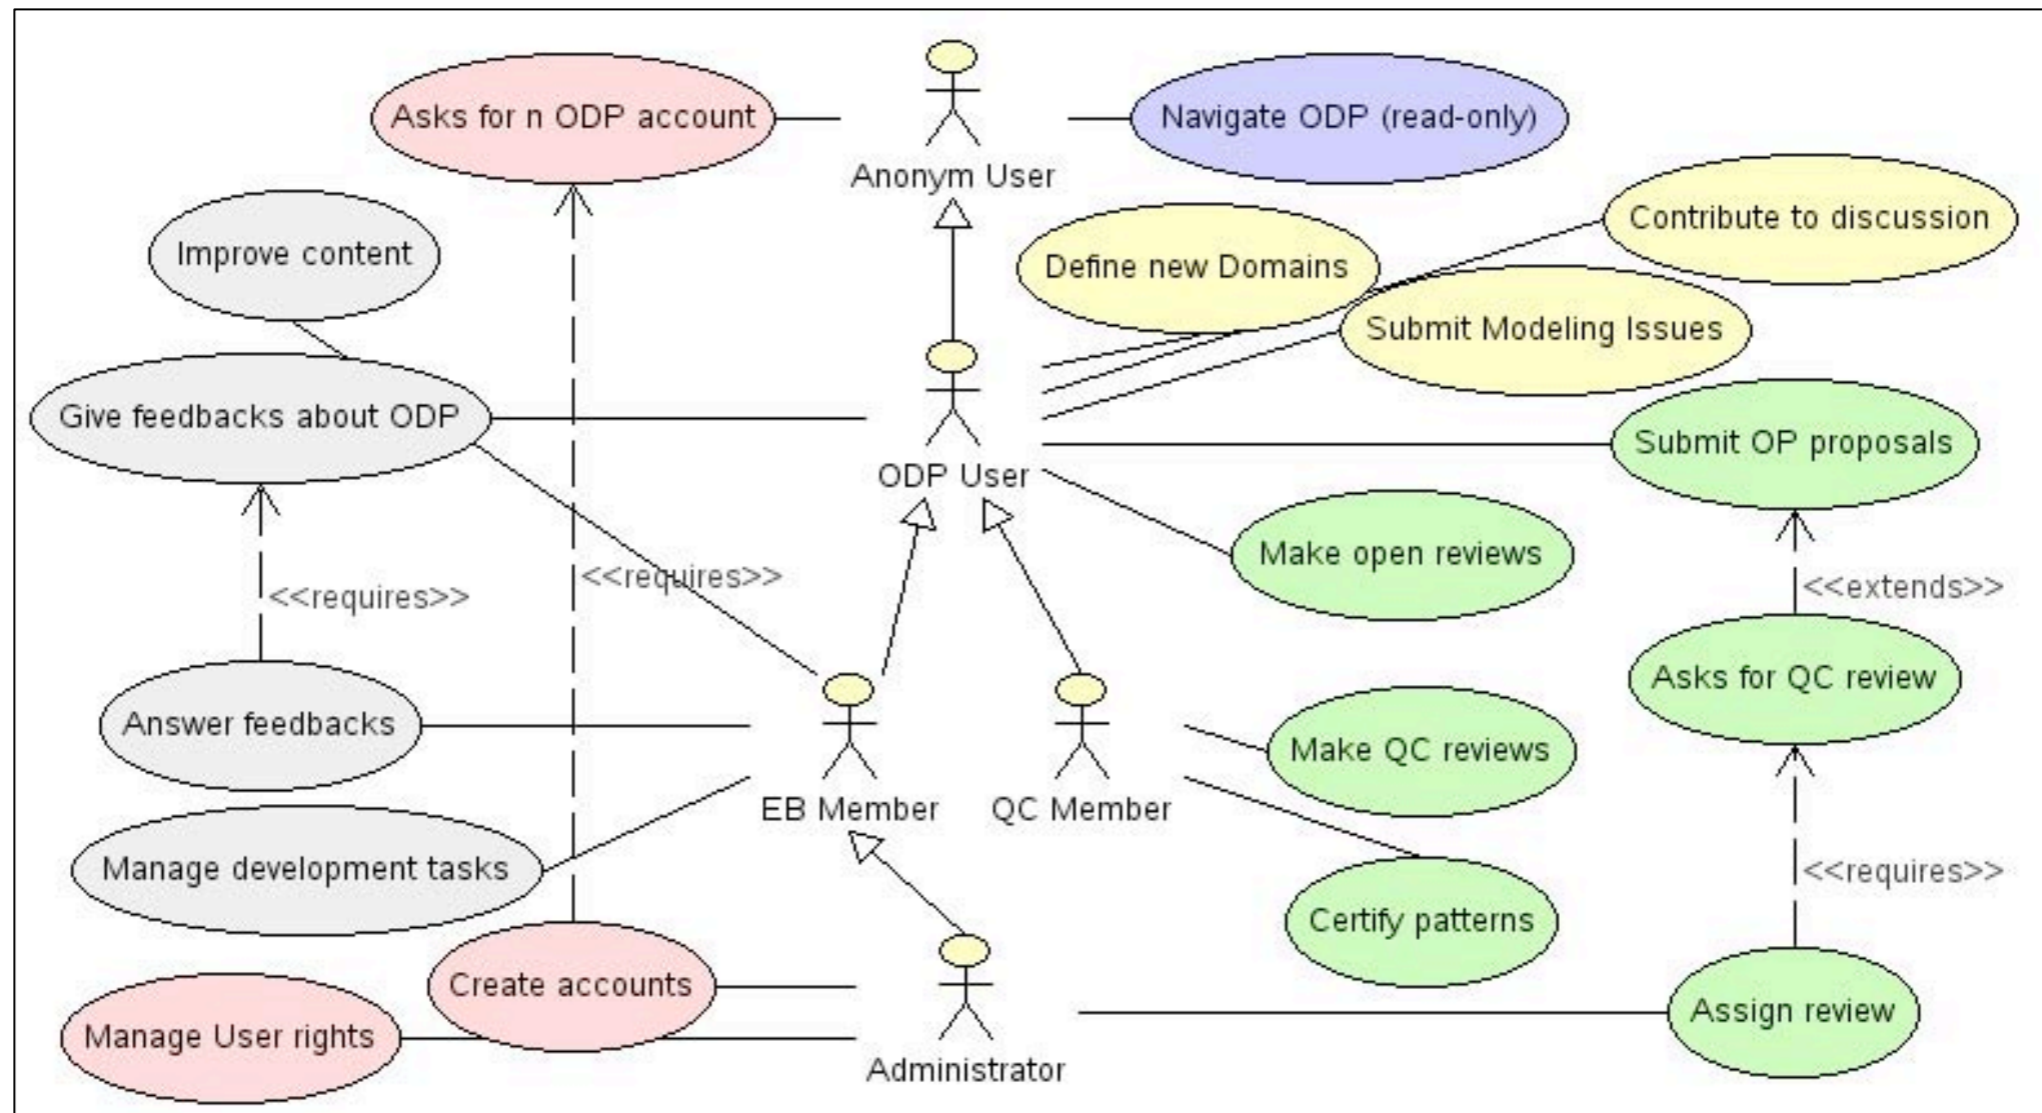 Asks for n ODP account
Navigate ODP (read-only)
Anonym User
Contribute to discussion
Improve content
Define new Domains
Submit Modeling Issues
Give feedbacks about ODP
Submit OP proposals
ODP User
Make open reviews
<<requires>>
<<requires>>
<<extends>>
Asks for QC review
Answer feedbacks
Make QC reviews
EB Member
QC Member
Manage development tasks
<<requires>>
Certify patterns
Create accounts
Assign review
Manage User rights
Administrator